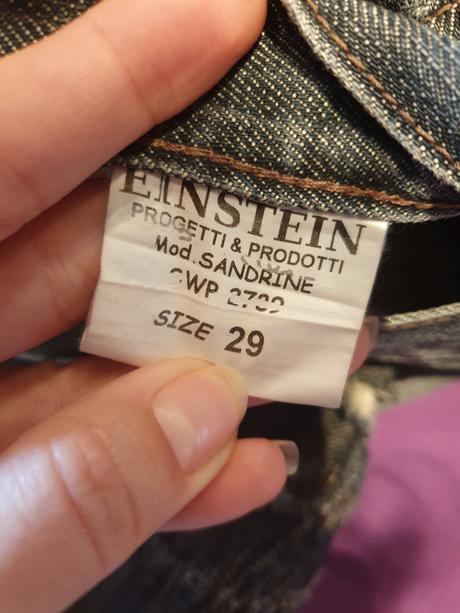 EINSTEIN
PROGETTI & PRODOTTI
Mod. SANDRINE
SIZE 29